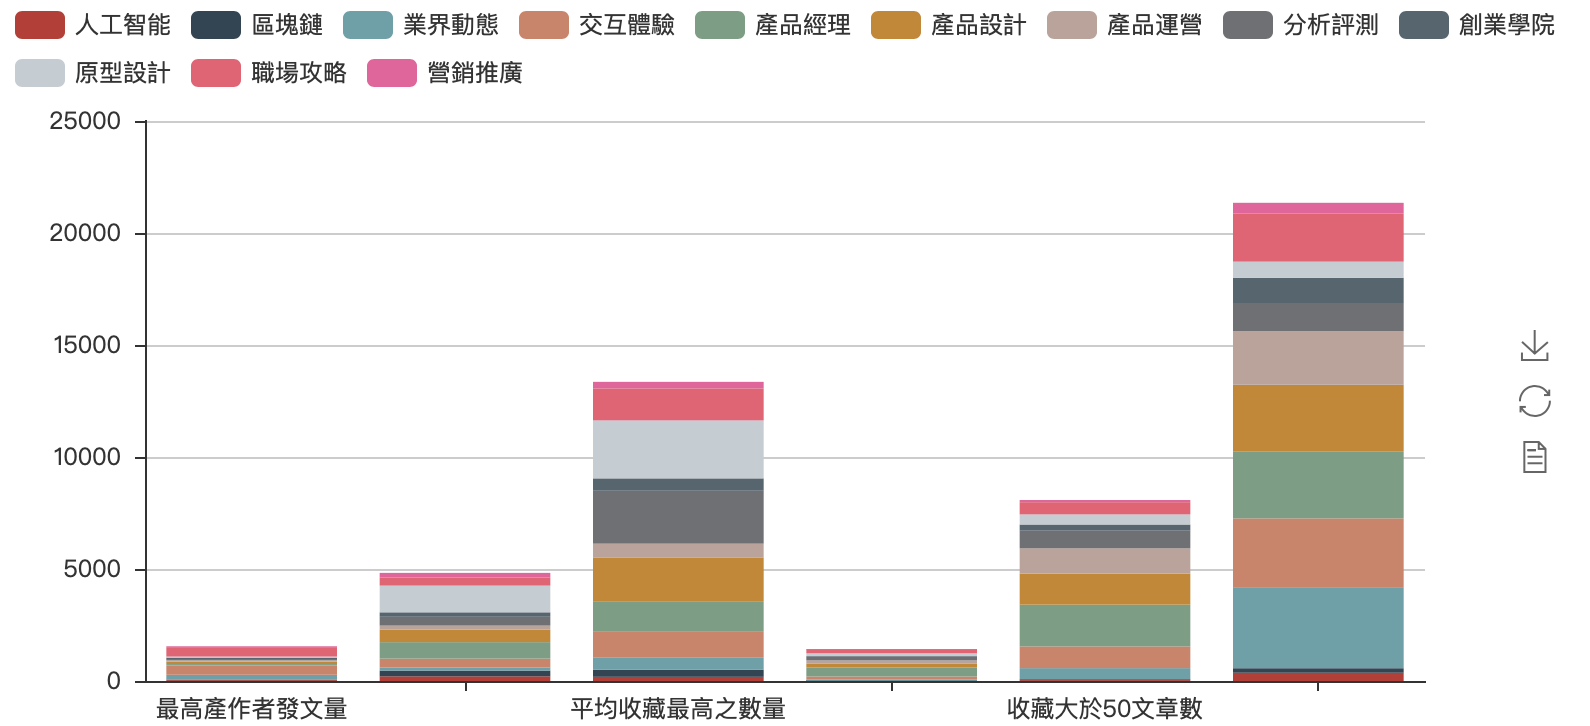 人工智能 區塊鏈 業界動態 交互體驗 產品經理 產品設計 產品運營 分析評測 創業學院
原型設計 職場攻略 營銷推廣
25000
20000
15000
10000
5000
0
最高產作者發文量 平均收藏最高之數量 收藏大於50文章數